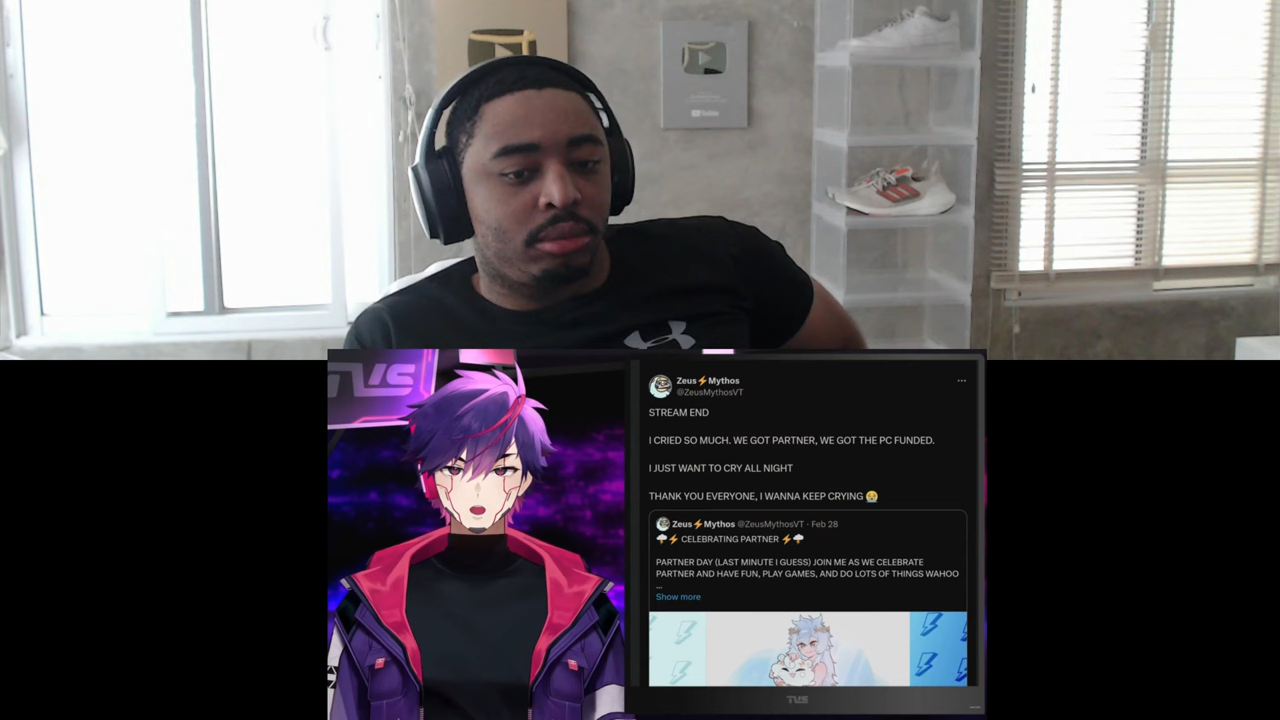 YouTube
TVS
Zeus⚡Mythos
@ZeusMythosVT
...
STREAM END
I CRIED SO MUCH. WE GOT PARTNER, WE GOT THE PC FUNDED.
I JUST WANT TO CRY ALL NIGHT
THANK YOU EVERYONE, I WANNA KEEP CRYING 😭
Zeus⚡Mythos @ZeusMythosVT · Feb 28
🌩⚡ CELEBRATING PARTNER ⚡🌩
PARTNER DAY (LAST MINUTE I GUESS) JOIN ME AS WE CELEBRATE
PARTNER AND HAVE FUN, PLAY GAMES, AND DO LOTS OF THINGS WAHOO
...
Show more
TVS